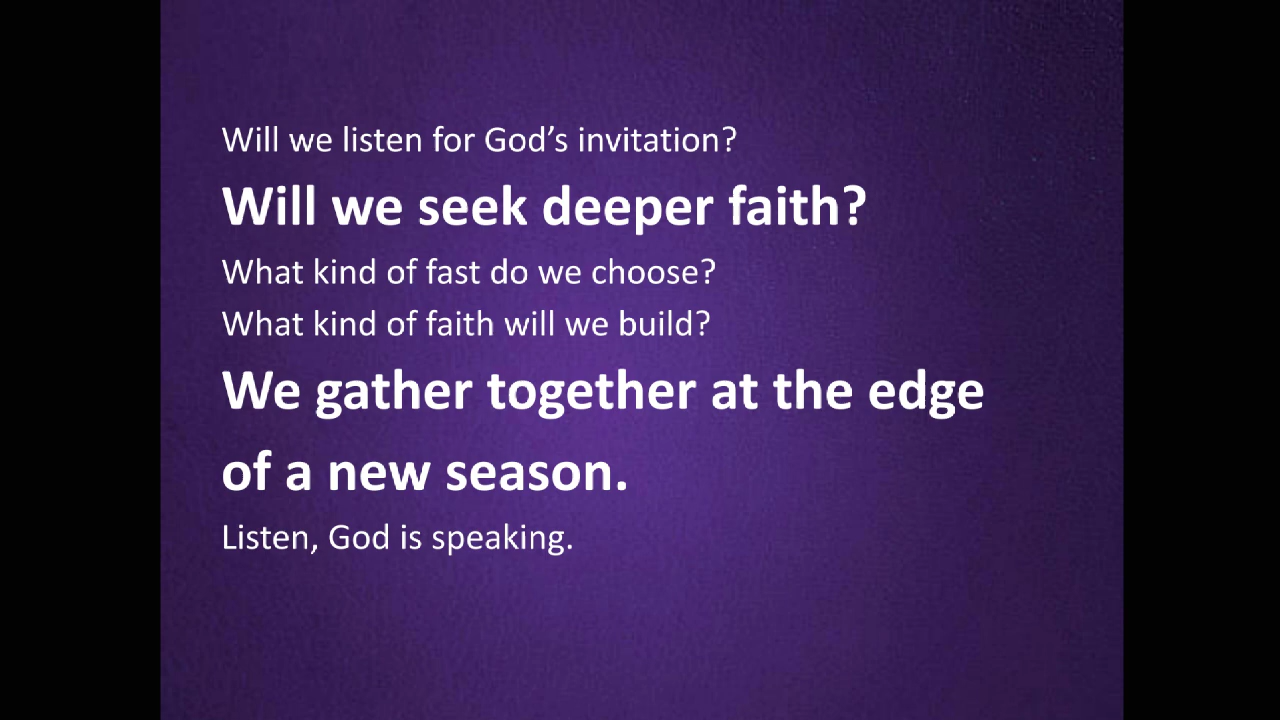 Will we listen for God’s invitation?
Will we seek deeper faith?
What kind of fast do we choose?
What kind of faith will we build?
We gather together at the edge
of a new season.
Listen, God is speaking.